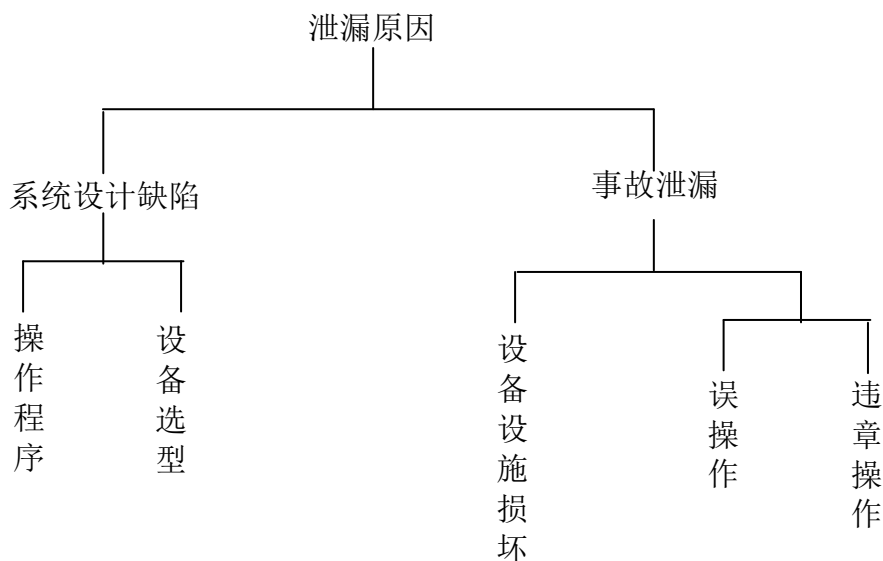 泄漏原因
系统设计缺陷
事故泄漏
操作程序
设备选型
设备设施损坏
误操作
违章操作